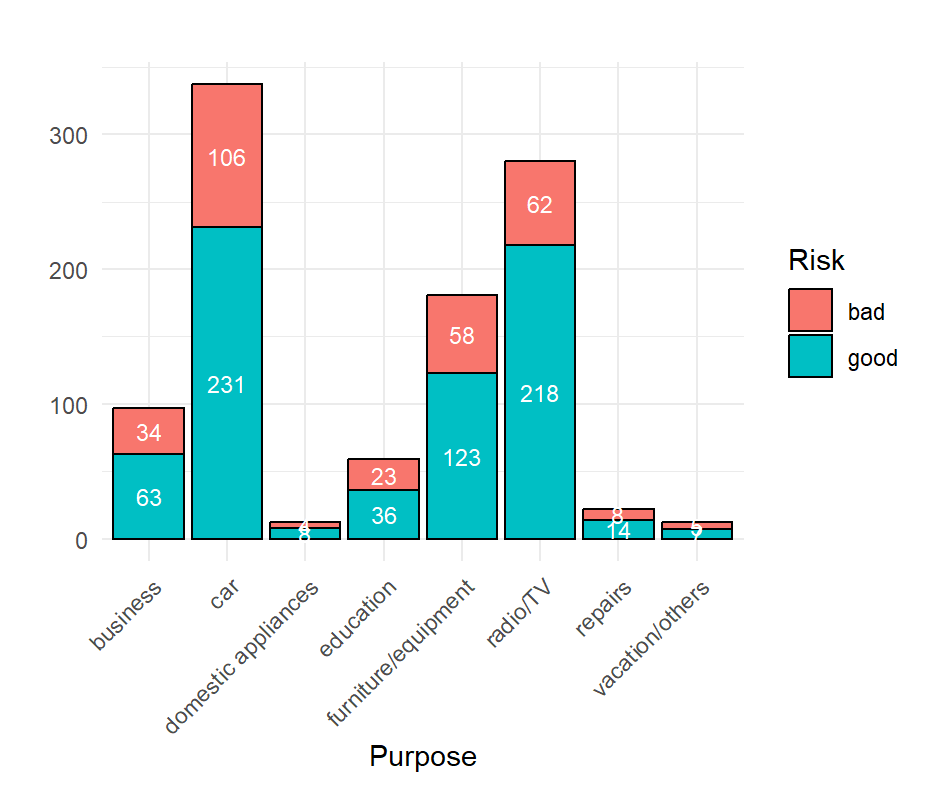 300
200
100
0
106
231
34
63
8
23
36
58
123
62
218
8
14
5
business
car
domestic appliances
education
furniture/equipment
radio/TV
repairs
vacation/others
Purpose
Risk
bad
good